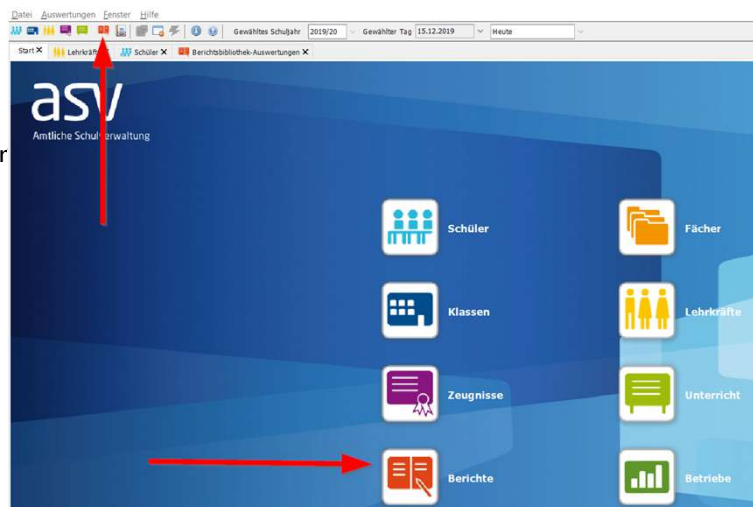 Datei Auswertungen Fenster Hilfe
Gewähltes Schuljahr 2019/20 Gewählter Tag 15.12.2019 Heute
Start Lehrkräfte Schüler Berichtsbibliothek-Auswertungen
asv
Amtliche Schulverwaltung
Schüler Fächer
Klassen Lehrkräfte
Zeugnisse Unterricht
Berichte Betriebe